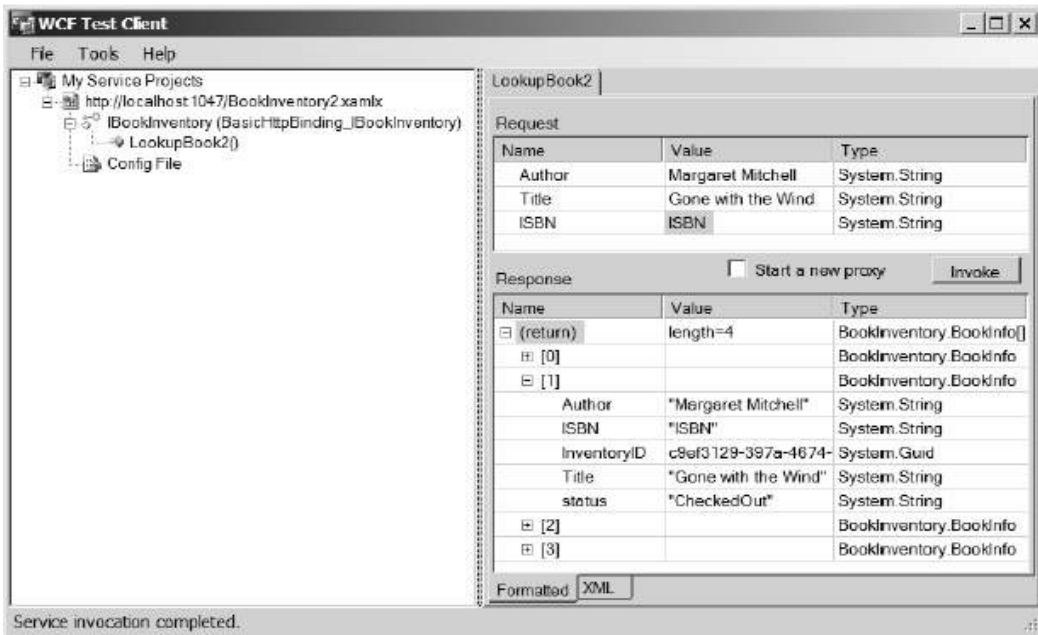 WCF Test Client
File Tools Help
My Service Projects
http://localhost:1047/BookInventory2.xamlx
IBookInventory (BasicHttpBinding_IBookInventory)
LookupBook2()
Config File
LookupBook2
Request
Name Value Type
Author Margaret Mitchell System.String
Title Gone with the Wind System.String
ISBN ISBN System.String
Start a new proxy Invoke
Response
Name Value Type
(return) length=4 BookInventory.BookInfo[]
[0] BookInventory.BookInfo
[1] BookInventory.BookInfo
Author "Margaret Mitchell" System.String
ISBN "ISBN" System.String
InventoryID c9ef3129-397a-4674- System.Guid
Title "Gone with the Wind" System.String
status "CheckedOut" System.String
[2] BookInventory.BookInfo
[3] BookInventory.BookInfo
Formatted XML
Service invocation completed.